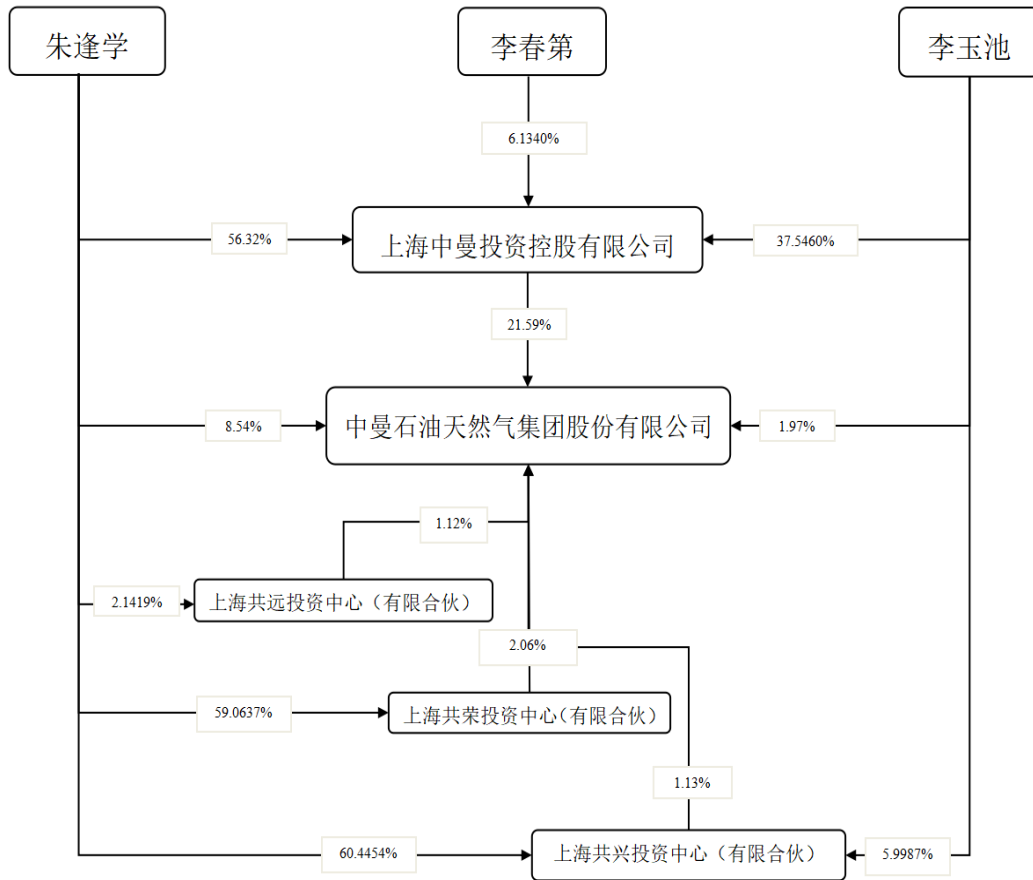 朱逢学
李春第
李玉池
6.1340%
56.32%
上海中曼投资控股有限公司
37.5460%
21.59%
8.54%
中曼石油天然气集团股份有限公司
1.97%
1.12%
2.1419%
上海共远投资中心（有限合伙）
2.06%
59.0637%
上海共荣投资中心（有限合伙）
1.13%
60.4454%
上海共兴投资中心（有限合伙）
5.9987%